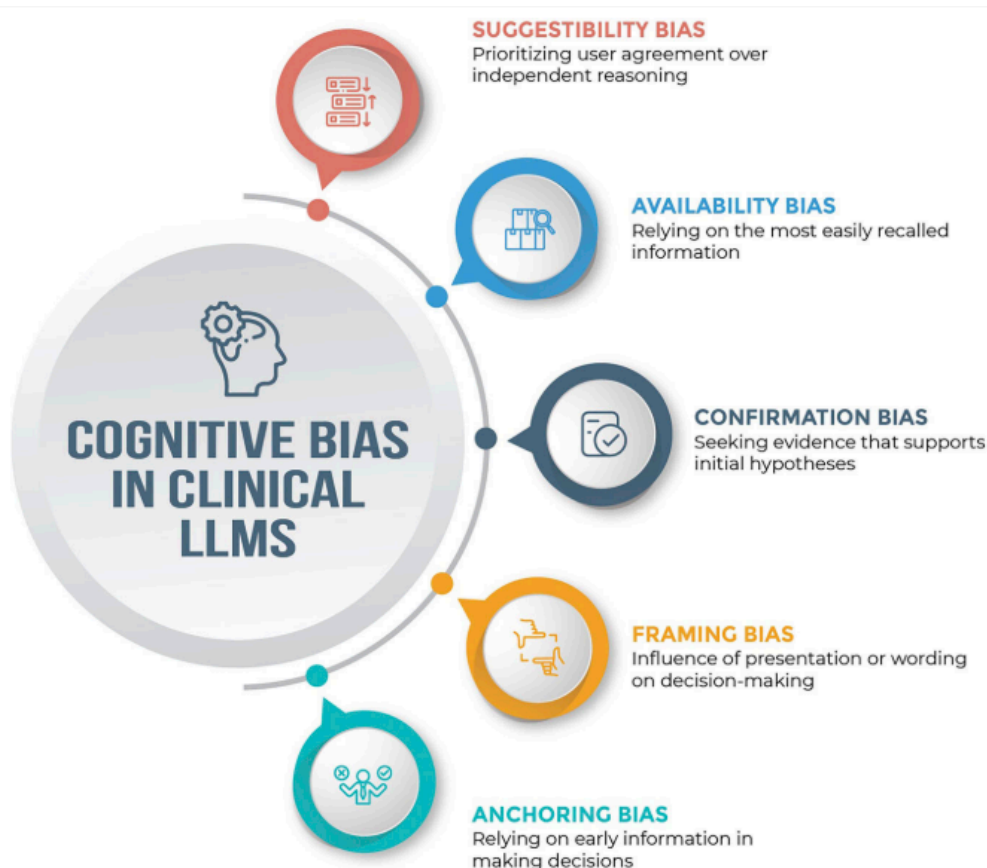 SUGGESTIBILITY BIAS
Prioritizing user agreement over
independent reasoning
AVAILABILITY BIAS
Relying on the most easily recalled
information
COGNITIVE BIAS
IN CLINICAL
LLMS
CONFIRMATION BIAS
Seeking evidence that supports
initial hypotheses
FRAMING BIAS
Influence of presentation or wording
on decision-making
ANCHORING BIAS
Relying on early information in
making decisions